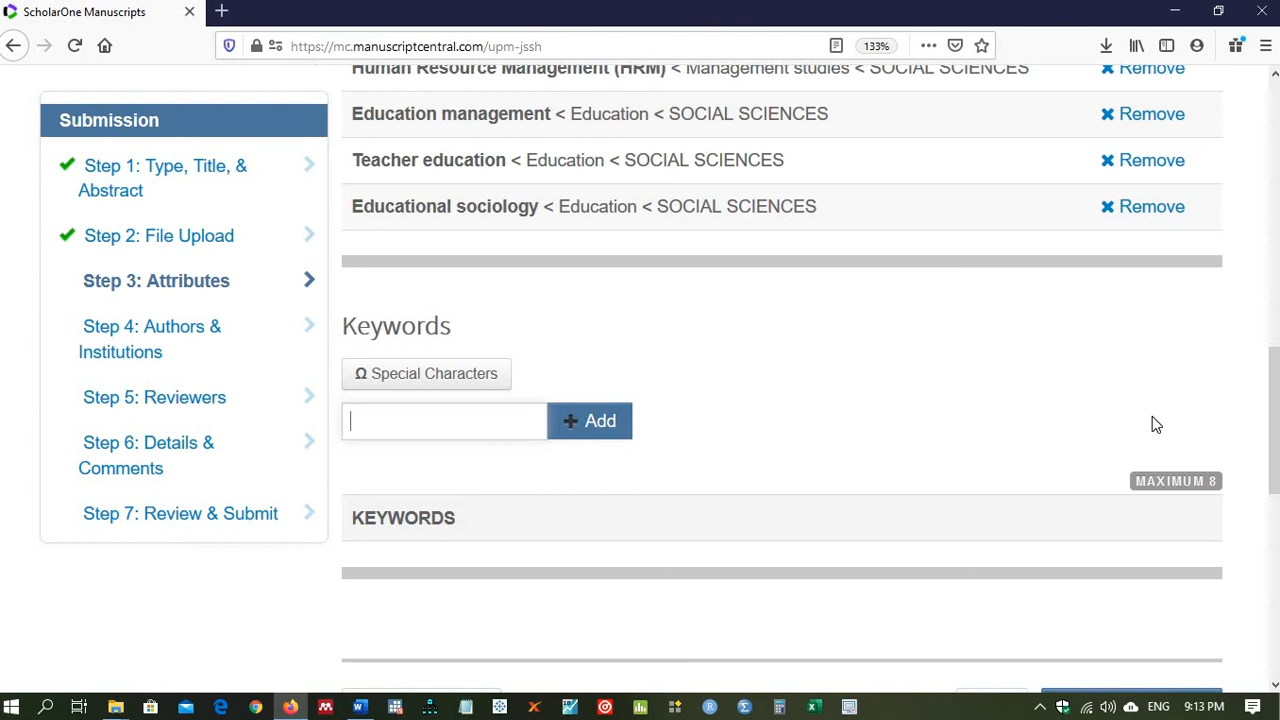 ScholarOne Manuscripts
https://mc.manuscriptcentral.com/upm-jssh
133%
Submission
Step 1: Type, Title, &
Abstract
Step 2: File Upload
Step 3: Attributes
Step 4: Authors &
Institutions
Step 5: Reviewers
Step 6: Details &
Comments
Step 7: Review & Submit
Human Resource Management (HRM) < Management studies < SOCIAL SCIENCES Remove
Education management < Education < SOCIAL SCIENCES Remove
Teacher education < Education < SOCIAL SCIENCES Remove
Educational sociology < Education < SOCIAL SCIENCES Remove
Keywords
Ω Special Characters
Add
MAXIMUM 8
KEYWORDS
ENG 9:13 PM